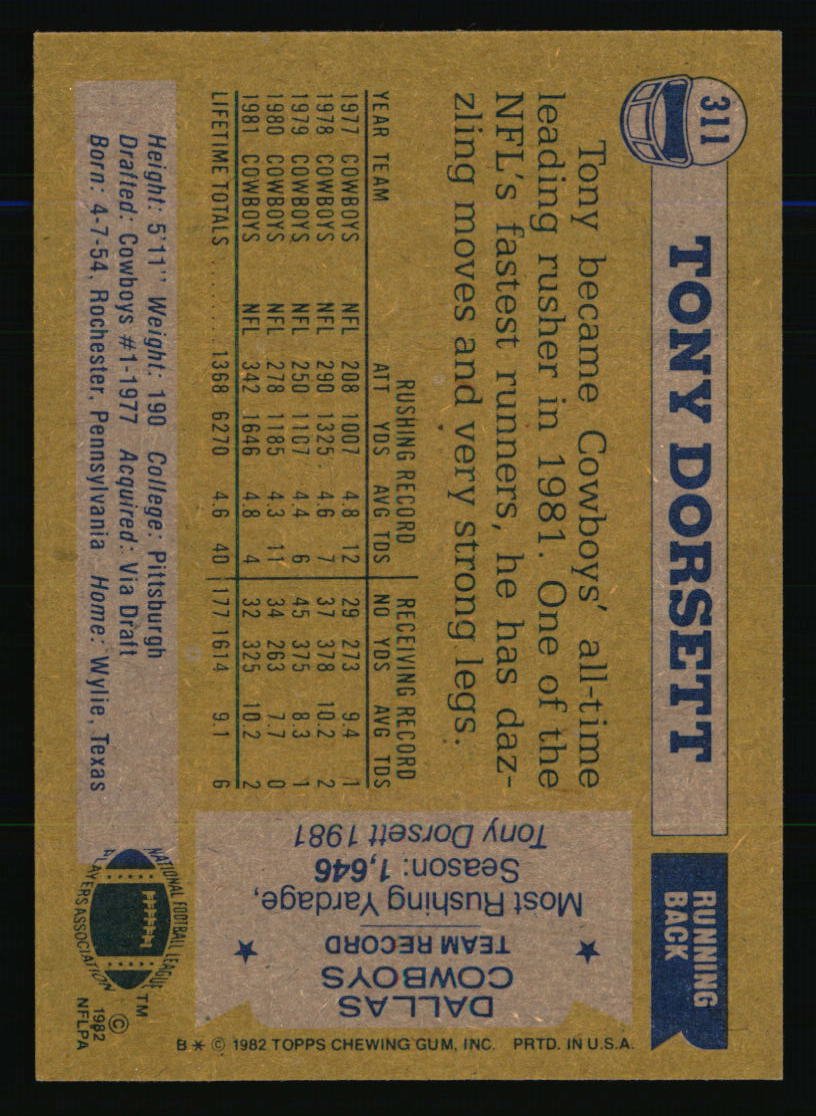 311
TONY DORSETT
RUNNING
BACK
Tony became Cowboys' all-time
leading rusher in 1981. One of the
NFL's fastest runners, he has daz-
zling moves and very strong legs.
RUSHING RECORD RECEIVING RECORD
YEAR TEAM ATT YDS AVG TDS NO YDS AVG TDS
1977 COWBOYS NFL 208 1007 4.8 12 29 273 9.4 1
1978 COWBOYS NFL 290 1325 4.6 7 37 378 10.2 2
1979 COWBOYS NFL 250 1107 4.4 6 45 375 8.3 1
1980 COWBOYS NFL 278 1185 4.3 11 34 263 7.7 0
1981 COWBOYS NFL 342 1646 4.8 4 32 325 10.2 2
LIFETIME TOTALS ......... 1368 6270 4.6 40 177 1614 9.1 6
Height: 5'11" Weight: 190 College: Pittsburgh
Drafted: Cowboys #1-1977 Acquired: Via Draft
Born: 4-7-54, Rochester, Pennsylvania Home: Wylie, Texas
DALLAS
COWBOYS
TEAM RECORD
Most Rushing Yardage,
Season: 1,646
Tony Dorsett 1981
NATIONAL FOOTBALL LEAGUE
PLAYERS ASSOCIATION
TM
©
1982
NFLPA
B * © 1982 TOPPS CHEWING GUM, INC. PRTD. IN U.S.A.